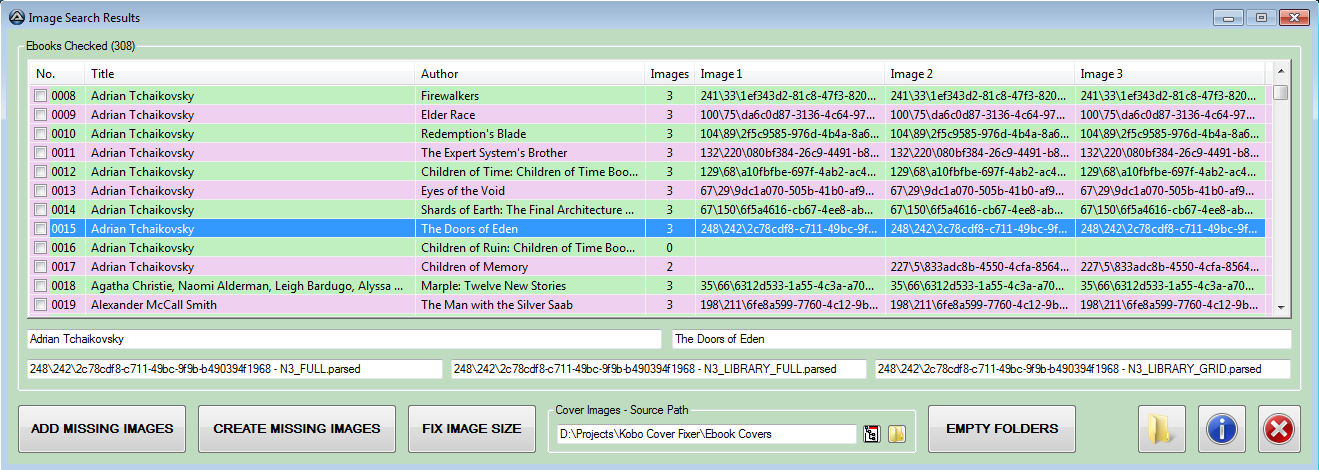 Image Search Results
Ebooks Checked (308)
No. Title Author Images Image 1 Image 2 Image 3
0008 Adrian Tchaikovsky Firewalkers 3 241\33\1ef343d2-81c8-47f3-820... 241\33\1ef343d2-81c8-47f3-820... 241\33\1ef343d2-81c8-47f3-820...
0009 Adrian Tchaikovsky Elder Race 3 100\75\da6c0d87-3136-4c64-97... 100\75\da6c0d87-3136-4c64-97... 100\75\da6c0d87-3136-4c64-97...
0010 Adrian Tchaikovsky Redemption's Blade 3 104\89\2f5c9585-976d-4b4a-8a6... 104\89\2f5c9585-976d-4b4a-8a6... 104\89\2f5c9585-976d-4b4a-8a6...
0011 Adrian Tchaikovsky The Expert System's Brother 3 132\220\080bf384-26c9-4491-b8... 132\220\080bf384-26c9-4491-b8... 132\220\080bf384-26c9-4491-b8...
0012 Adrian Tchaikovsky Children of Time: Children of Time Boo... 3 129\68\a10fbfbe-697f-4ab2-ac4... 129\68\a10fbfbe-697f-4ab2-ac4... 129\68\a10fbfbe-697f-4ab2-ac4...
0013 Adrian Tchaikovsky Eyes of the Void 3 67\29\9dc1a070-505b-41b0-af9... 67\29\9dc1a070-505b-41b0-af9... 67\29\9dc1a070-505b-41b0-af9...
0014 Adrian Tchaikovsky Shards of Earth: The Final Architecture ... 3 67\150\6f5a4616-cb67-4ee8-ab... 67\150\6f5a4616-cb67-4ee8-ab... 67\150\6f5a4616-cb67-4ee8-ab...
0015 Adrian Tchaikovsky The Doors of Eden 3 248\242\2c78cdf8-c711-49bc-9f... 248\242\2c78cdf8-c711-49bc-9f... 248\242\2c78cdf8-c711-49bc-9f...
0016 Adrian Tchaikovsky Children of Ruin: Children of Time Boo... 0
0017 Adrian Tchaikovsky Children of Memory 2 227\5\833adc8b-4550-4cfa-8564... 227\5\833adc8b-4550-4cfa-8564...
0018 Agatha Christie, Naomi Alderman, Leigh Bardugo, Alyssa ... Marple: Twelve New Stories 3 35\66\6312d533-1a55-4c3a-a70... 35\66\6312d533-1a55-4c3a-a70... 35\66\6312d533-1a55-4c3a-a70...
0019 Alexander McCall Smith The Man with the Silver Saab 3 198\211\6fe8a599-7760-4c12-9b... 198\211\6fe8a599-7760-4c12-9b... 198\211\6fe8a599-7760-4c12-9b...
Adrian Tchaikovsky The Doors of Eden
248\242\2c78cdf8-c711-49bc-9f9b-b490394f1968 - N3_FULL.parsed 248\242\2c78cdf8-c711-49bc-9f9b-b490394f1968 - N3_LIBRARY_FULL.parsed 248\242\2c78cdf8-c711-49bc-9f9b-b490394f1968 - N3_LIBRARY_GRID.parsed
Cover Images - Source Path
ADD MISSING IMAGES CREATE MISSING IMAGES FIX IMAGE SIZE D:\Projects\Kobo Cover Fixer\Ebook Covers EMPTY FOLDERS